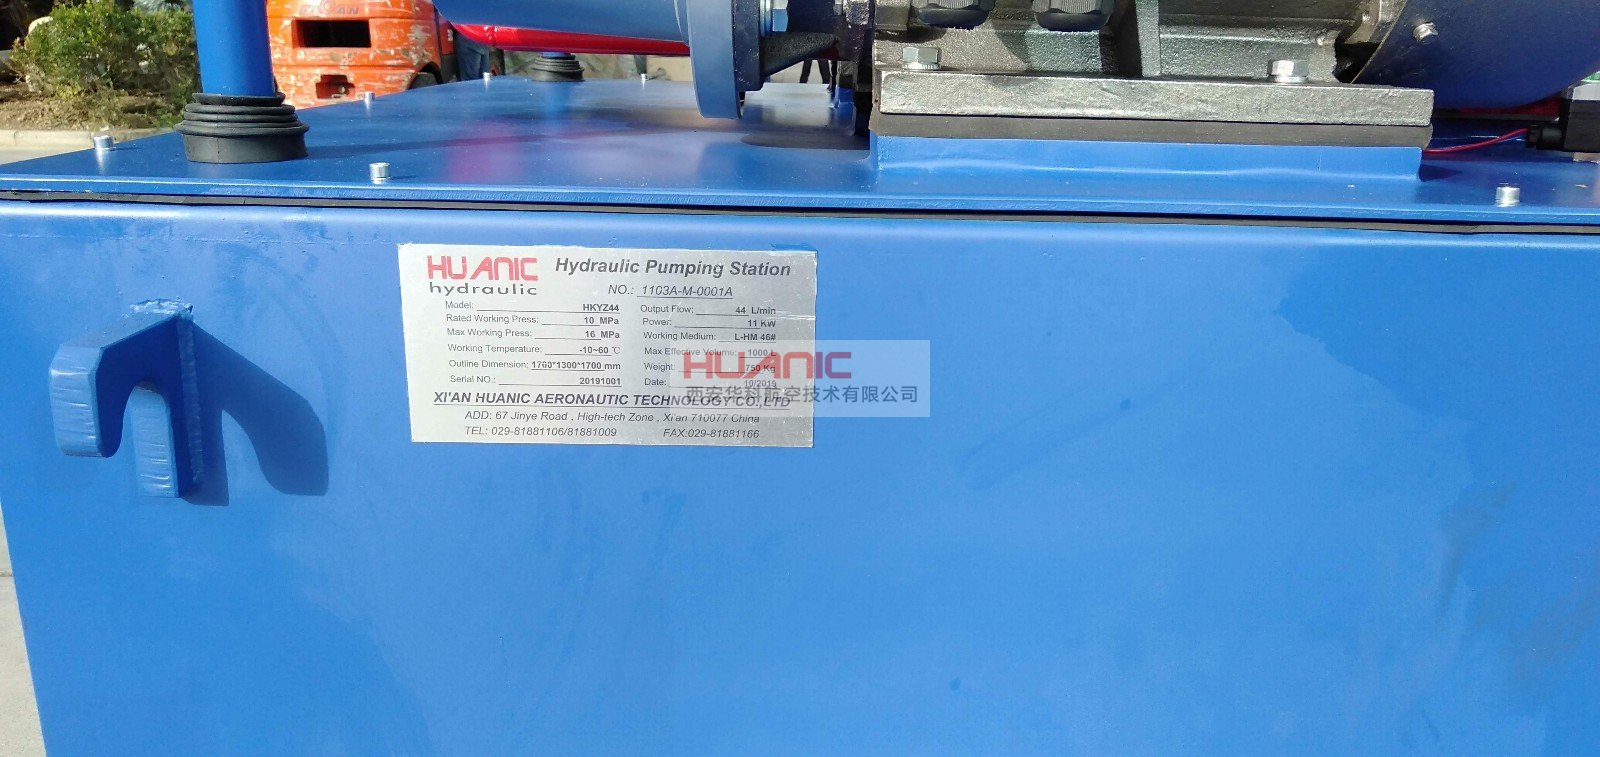 HUANIC
hydraulic
Hydraulic Pumping Station
NO.: 1103A-M-0001A
Model: HKYZ44
Output Flow: 44 L/min
Rated Working Press: 10 MPa
Power: 11 KW
Max Working Press: 16 MPa
Working Medium: L-HM 46#
Working Temperature: -10~60 ℃
Max Effective Volume: 1000 L
Outline Dimension: 1760*1300*1700 mm
Weight: 750 Kg
Serial NO.: 20191001
Date: 10/2019
XI'AN HUANIC AERONAUTIC TECHNOLOGY CO.,LTD
ADD: 67 Jinye Road , High-tech Zone , Xi'an 710077 China
TEL: 029-81881106/81881009 FAX:029-81881166
HUANIC
西安华科航空技术有限公司